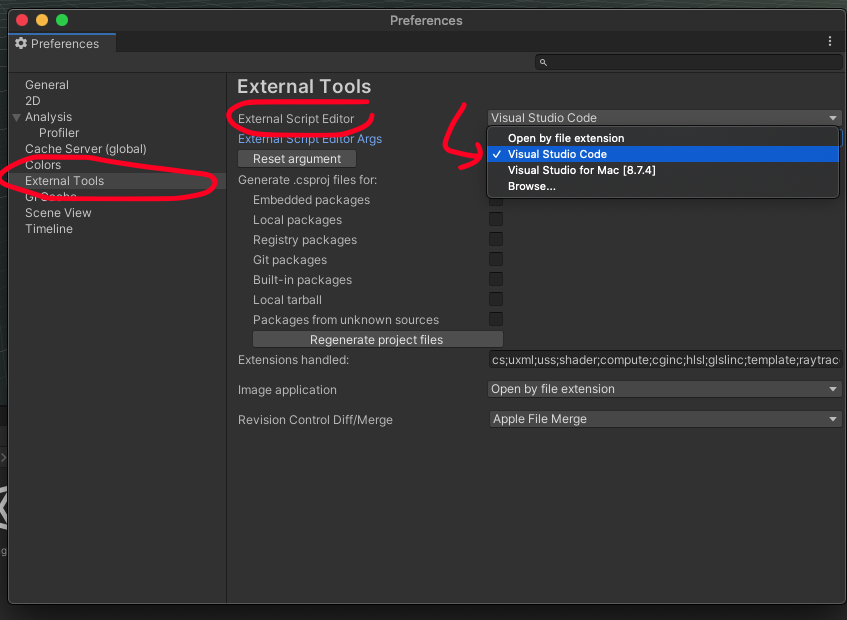 Preferences
Preferences
General
2D
Analysis
Profiler
Cache Server (global)
Colors
External Tools
GI Cache
Scene View
Timeline
External Tools
External Script Editor
Visual Studio Code
Open by file extension
Visual Studio Code
Visual Studio for Mac [8.7.4]
Browse...
External Script Editor Args
Reset argument
Generate .csproj files for:
Embedded packages
Local packages
Registry packages
Git packages
Built-in packages
Local tarball
Packages from unknown sources
Regenerate project files
Extensions handled:
cs;uxml;uss;shader;compute;cginc;hlsl;glslinc;template;raytrac
Image application
Open by file extension
Revision Control Diff/Merge
Apple File Merge